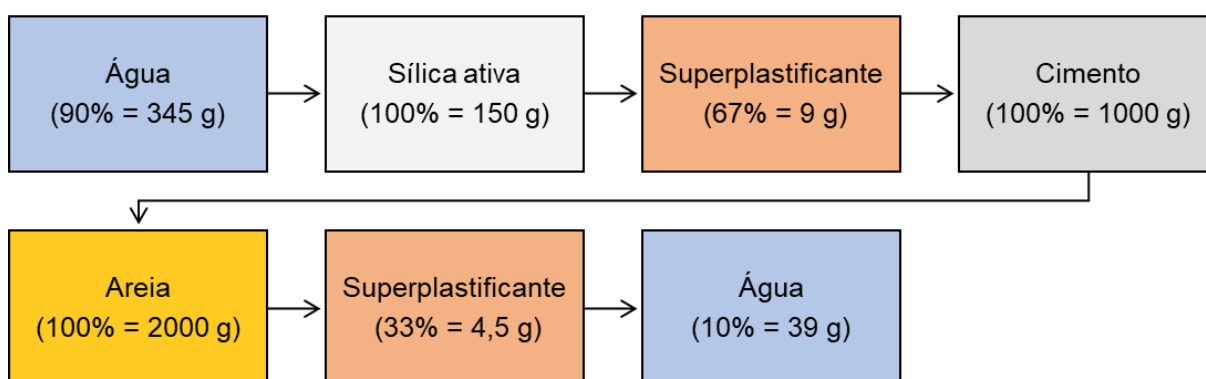 Água
(90% = 345 g)
Sílica ativa
(100% = 150 g)
Superplastificante
(67% = 9 g)
Cimento
(100% = 1000 g)
Areia
(100% = 2000 g)
Superplastificante
(33% = 4,5 g)
Água
(10% = 39 g)